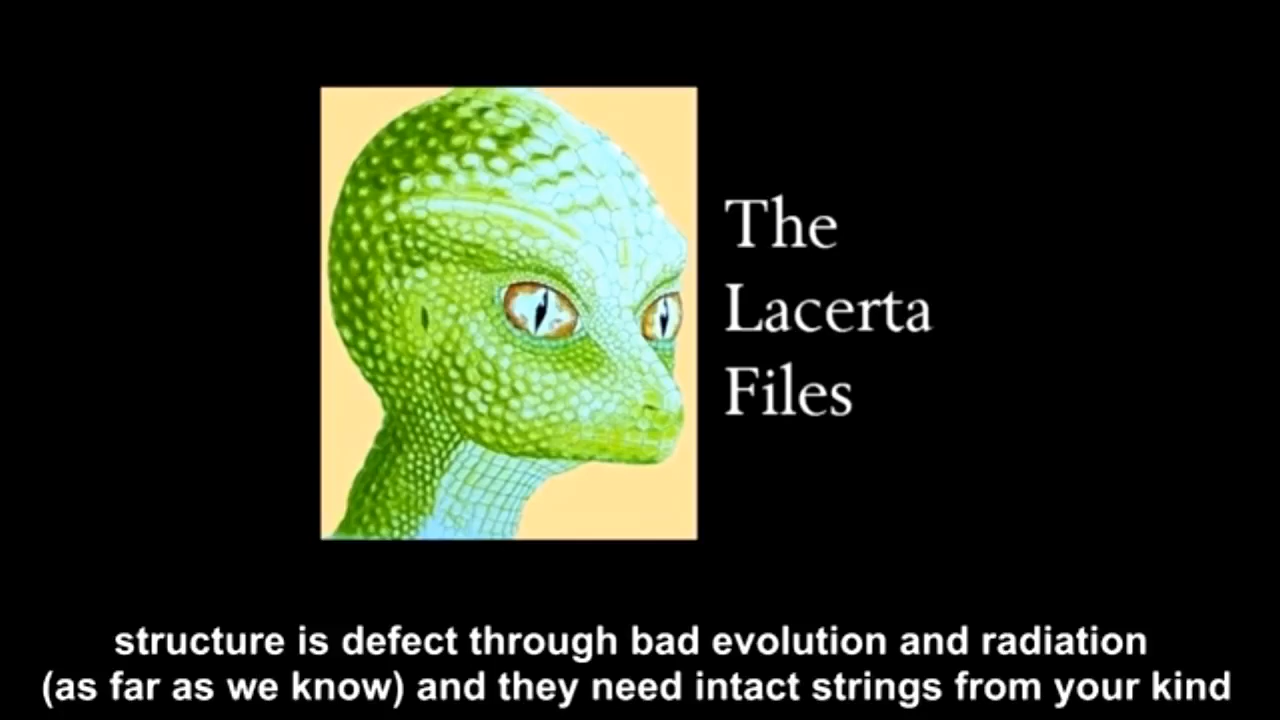 The
Lacerta
Files
structure is defect through bad evolution and radiation
(as far as we know) and they need intact strings from your kind